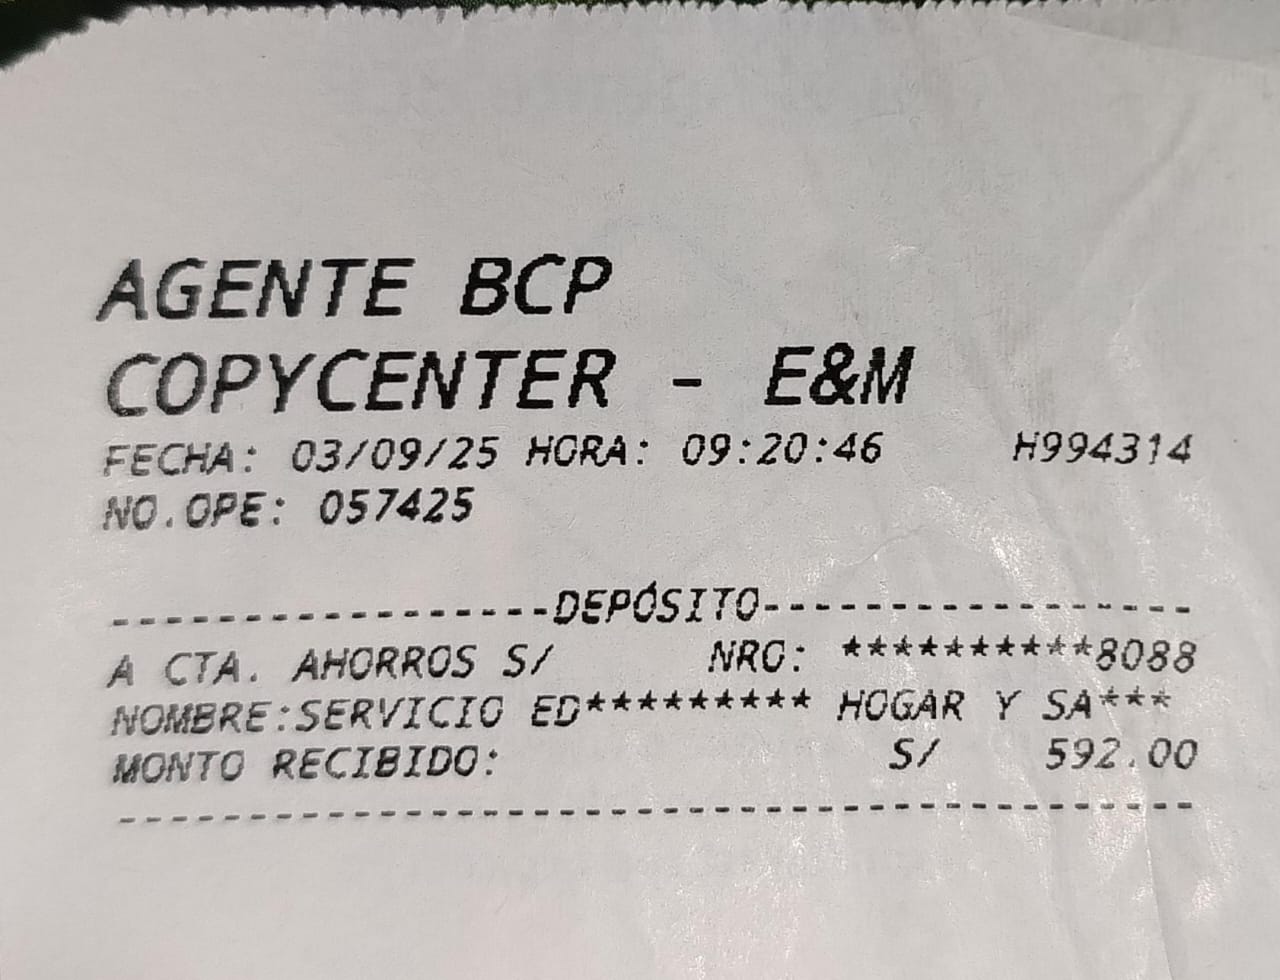 AGENTE BCP
COPYCENTER - E&M
FECHA: 03/09/25 HORA: 09:20:46 H994314
NO.OPE: 057425
-----------------DEPÓSITO-----------------
A CTA. AHORROS S/ NRO: **********8088
NOMBRE:SERVICIO ED********* HOGAR Y SA***
MONTO RECIBIDO: S/ 592.00
------------------------------------------